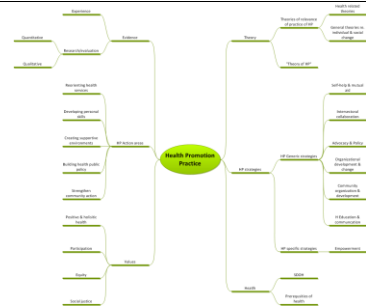 Experience
Evidence
Quantitative
Research/evaluation
Qualitative
Reorienting health
services
Developing personal
skills
Creating supportive
environments
HP Action areas
Building health public
policy
Strengthen
community action
Positive & holistic
health
Participation
Values
Equity
Social justice
Health Promotion
Practice
Theory
Theories of relevance
of practice of HP
Health related
theories
General theories re
individual & social
change
"Theory of HP"
Self-help & mutual
aid
International
collaboration
HP Generic strategies
Advocacy & Policy
Organizational
development &
change
HP strategies
Community
organization &
development
H Education &
communication
HP specific strategies
Empowerment
Health
SDOH
Prerequisites of
health